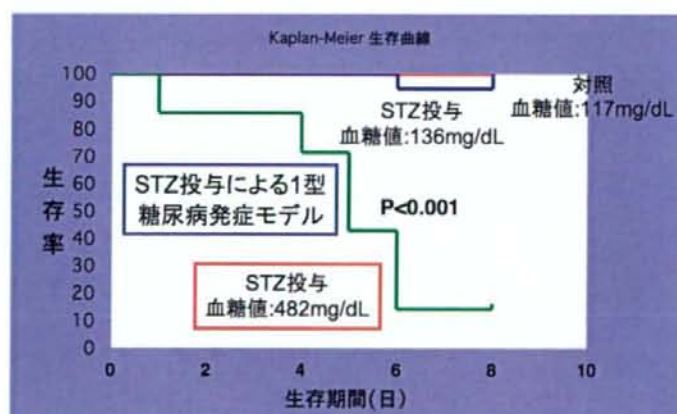 Kaplan-Meier 生存曲線
100
90
80
70
60
50
40
30
20
10
0
生存率
対照
血糖値:117mg/dL
STZ投与
血糖値:136mg/dL
STZ投与による1型
糖尿病発症モデル
P<0.001
STZ投与
血糖値:482mg/dL
0 2 4 6 8 10
生存期間(日)